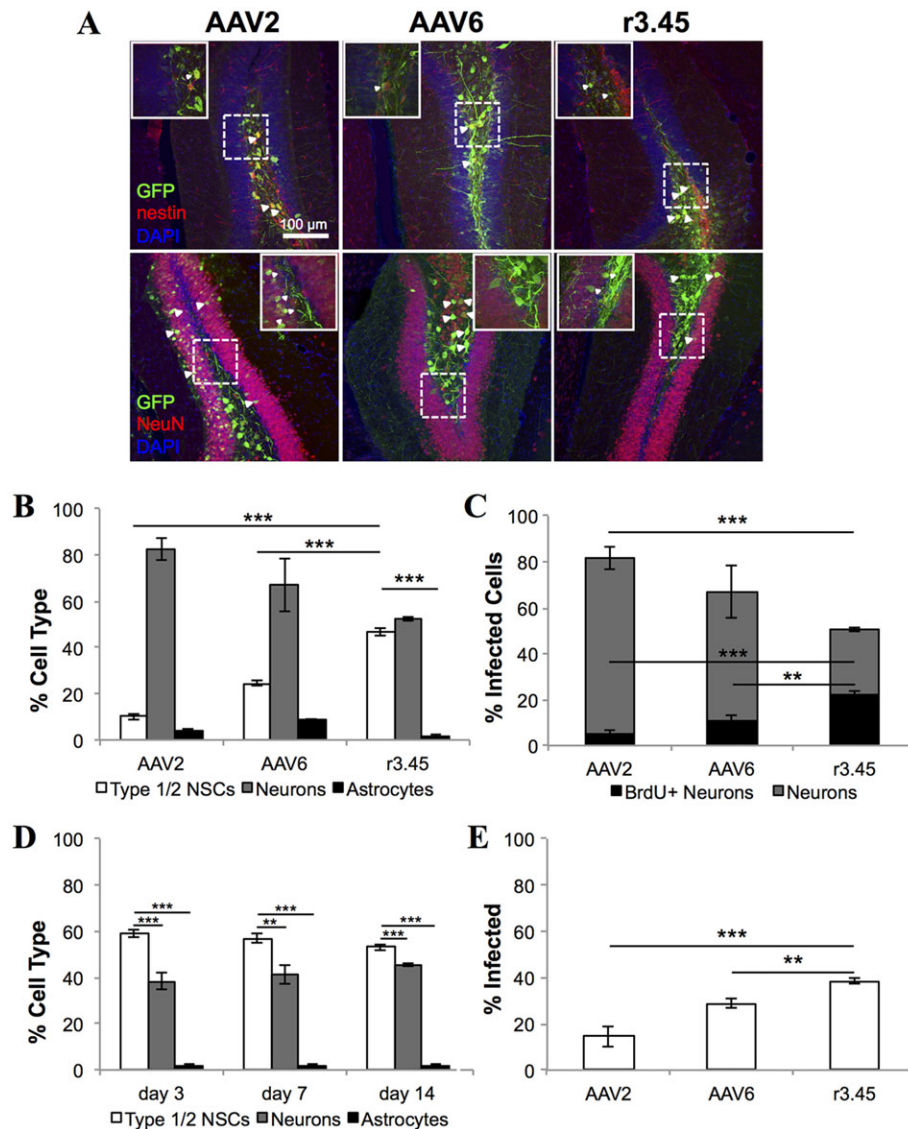 A
AAV2 AAV6 r3.45
GFP
nestin
DAPI
100 µm
GFP
NeuN
DAPI
B
% Cell Type
100
80
60
40
20
0
***
***
***
AAV2 AAV6 r3.45
Type 1/2 NSCs Neurons Astrocytes
C
% Infected Cells
100
80
60
40
20
0
***
***
**
AAV2 AAV6 r3.45
BrdU+ Neurons Neurons
D
% Cell Type
100
80
60
40
20
0
***
***
***
**
***
***
day 3 day 7 day 14
Type 1/2 NSCs Neurons Astrocytes
E
% Infected
100
80
60
40
20
0
***
**
AAV2 AAV6 r3.45